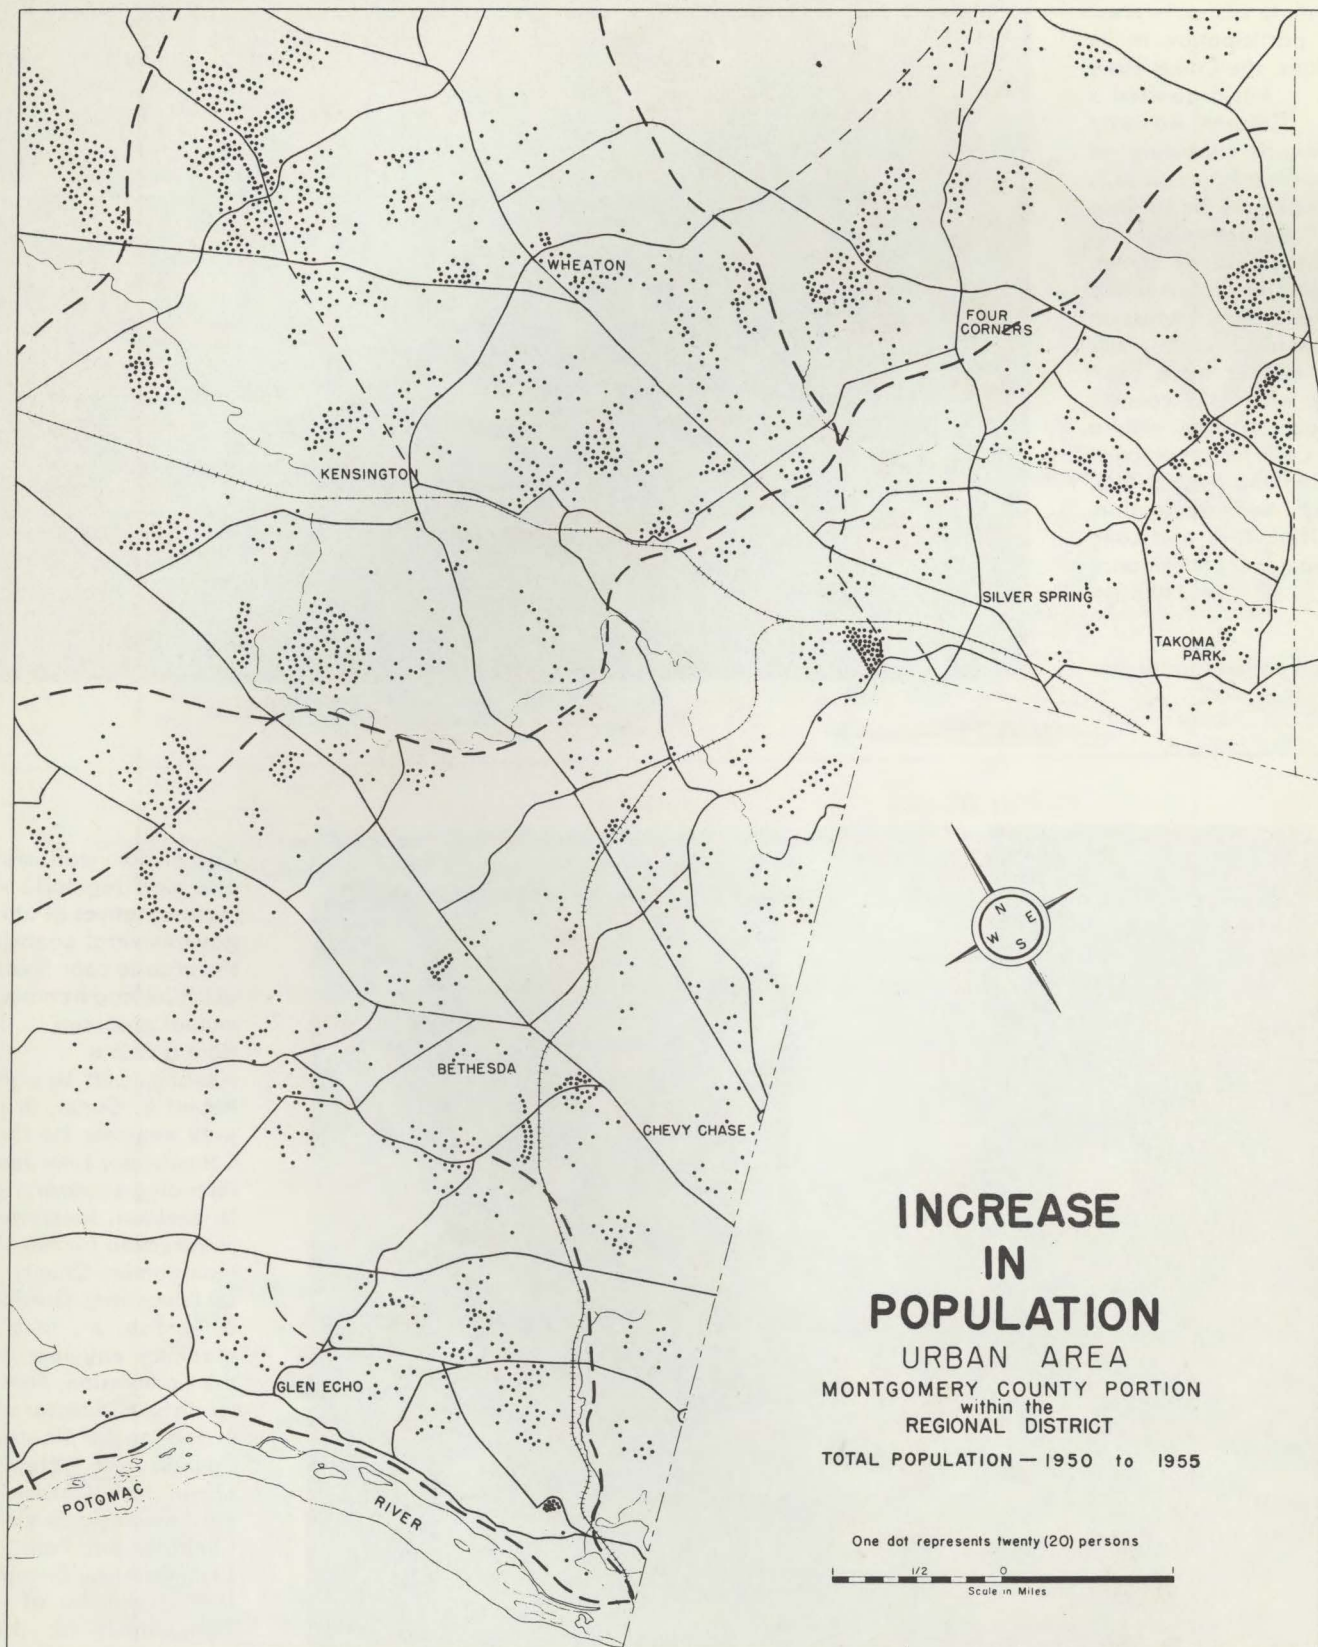 WHEATON
FOUR
CORNERS
KENSINGTON
SILVER SPRING
TAKOMA
PARK
N
E
W
S
BETHESDA
CHEVY CHASE
INCREASE
IN
POPULATION
URBAN AREA
MONTGOMERY COUNTY PORTION
within the
REGIONAL DISTRICT
TOTAL POPULATION — 1950 to 1955
GLEN ECHO
POTOMAC
RIVER
One dot represents twenty (20) persons
1 1/2 0 1
Scale in Miles